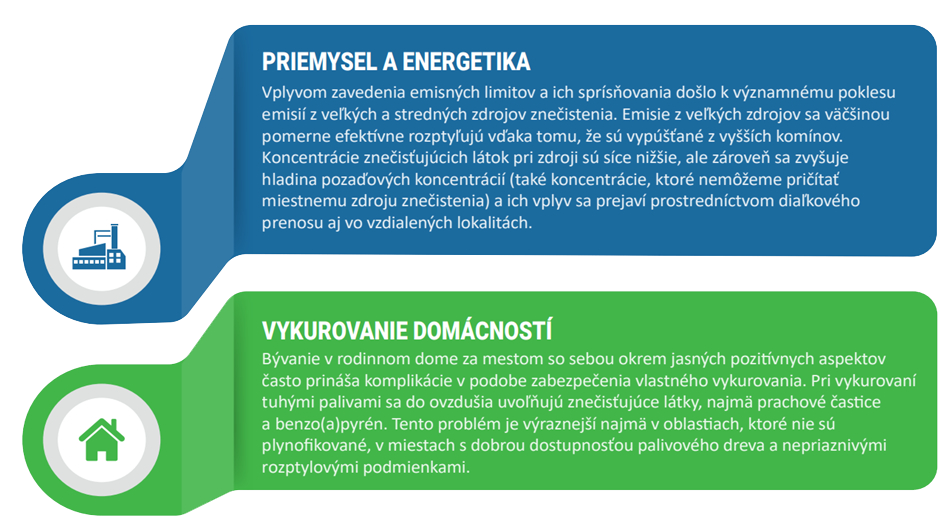 PRIEMYSEL A ENERGETIKA
Vplyvom zavedenia emisných limitov a ich sprísňovania došlo k významnému poklesu
emisií z veľkých a stredných zdrojov znečistenia. Emisie z veľkých zdrojov sa väčšinou
pomerne efektívne rozptyľujú vďaka tomu, že sú vypúšťané z vyšších komínov.
Koncentrácie znečisťujúcich látok pri zdroji sú síce nižšie, ale zároveň sa zvyšuje
hladina pozaďových koncentrácií (také koncentrácie, ktoré nemôžeme pričítať
miestnemu zdroju znečistenia) a ich vplyv sa prejaví prostredníctvom diaľkového
prenosu aj vo vzdialených lokalitách.
VYKUROVANIE DOMÁCNOSTÍ
Bývanie v rodinnom dome za mestom so sebou okrem jasných pozitívnych aspektov
často prináša komplikácie v podobe zabezpečenia vlastného vykurovania. Pri vykurovaní
tuhými palivami sa do ovzdušia uvoľňujú znečisťujúce látky, najmä prachové častice
a benzo(a)pyrén. Tento problém je výraznejší najmä v oblastiach, ktoré nie sú
plynofikované, v miestach s dobrou dostupnosťou palivového dreva a nepriaznivými
rozptylovými podmienkami.